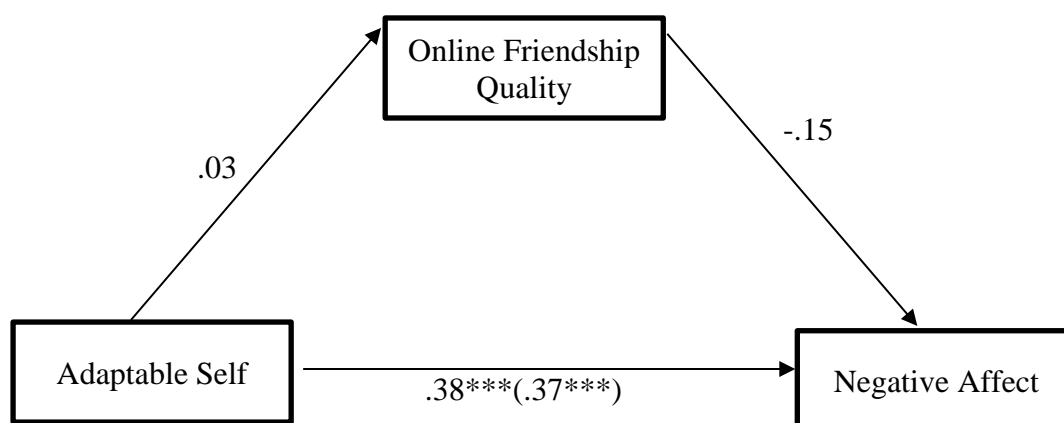 Online Friendship
Quality
.03
-.15
Adaptable Self
.38***(.37***)
Negative Affect